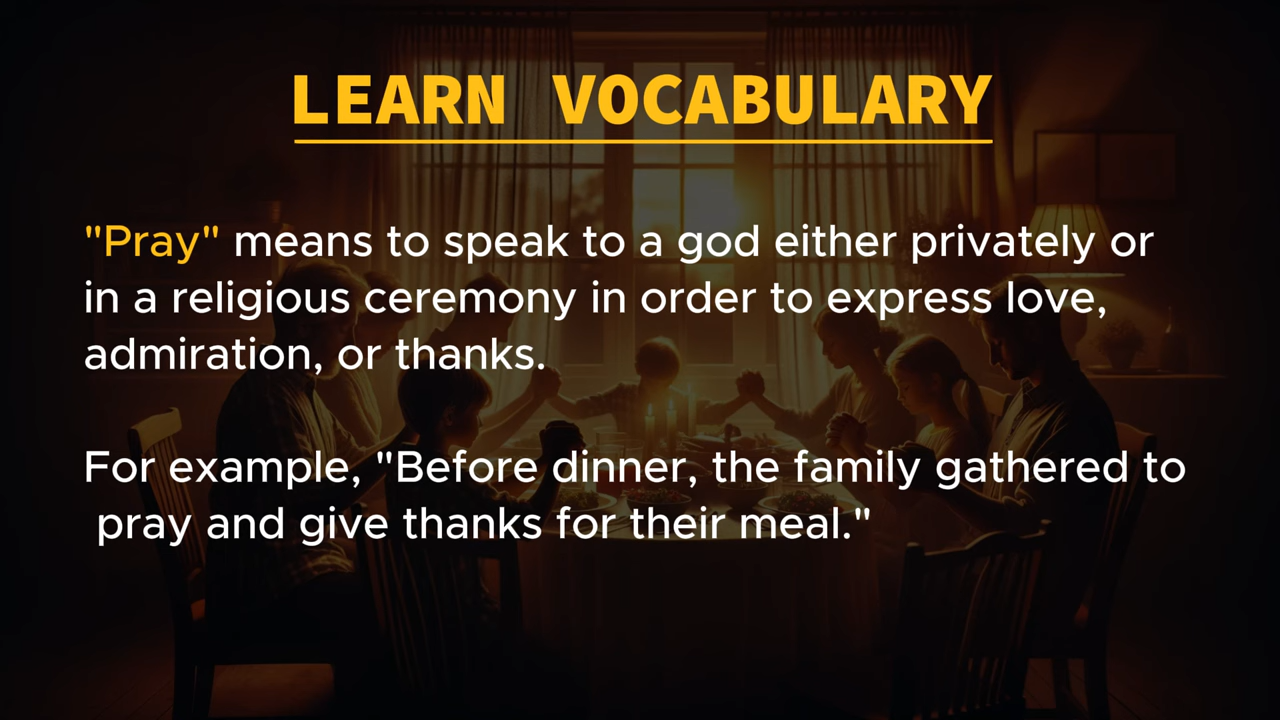 LEARN VOCABULARY
"Pray" means to speak to a god either privately or
in a religious ceremony in order to express love,
admiration, or thanks.
For example, "Before dinner, the family gathered to
pray and give thanks for their meal."